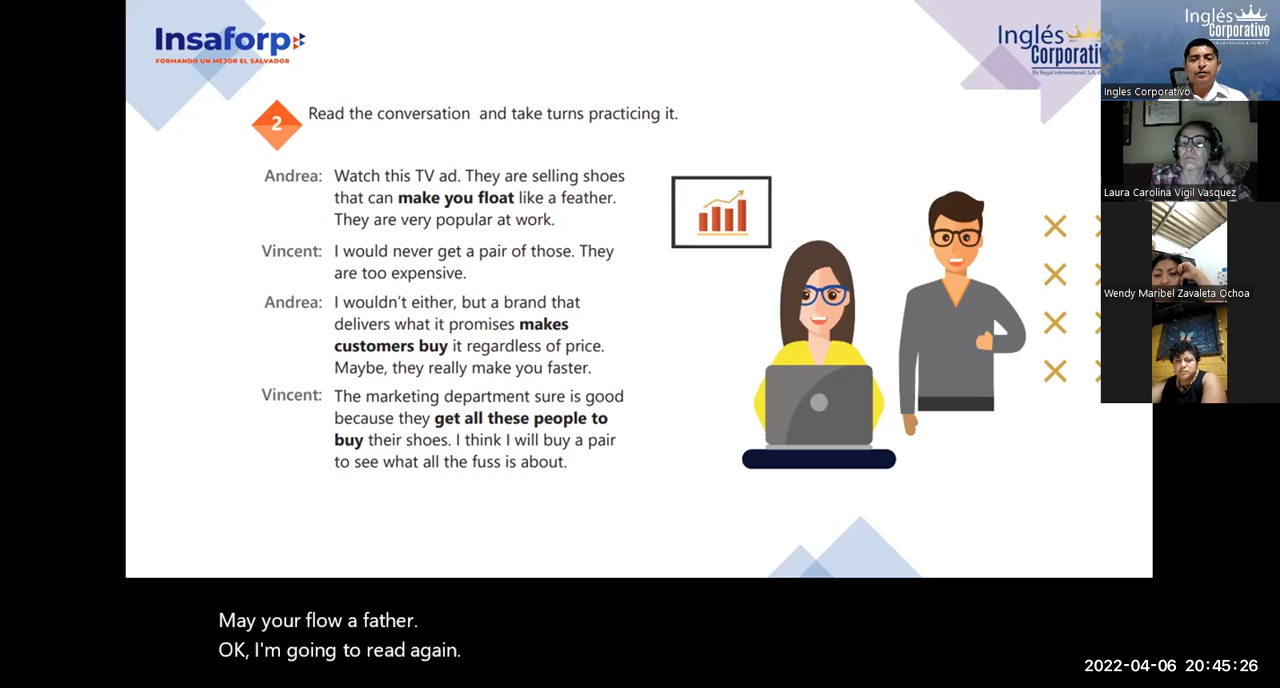 Insaforp
FORMANDO UN MEJOR EL SALVADOR
Inglés
Corporativo
By Regal International, S.A. d
2
Read the conversation and take turns practicing it.
Andrea: Watch this TV ad. They are selling shoes
that can make you float like a feather.
They are very popular at work.
Vincent: I would never get a pair of those. They
are too expensive.
Andrea: I wouldn't either, but a brand that
delivers what it promises makes
customers buy it regardless of price.
Maybe, they really make you faster.
Vincent: The marketing department sure is good
because they get all these people to
buy their shoes. I think I will buy a pair
to see what all the fuss is about.
Inglés
Corporativo
Ingles Corporativo
Laura Carolina Vigil Vasquez
Wendy Maribel Zavaleta Ochoa
May your flow a father.
OK, I'm going to read again.
2022-04-06 20:45:26